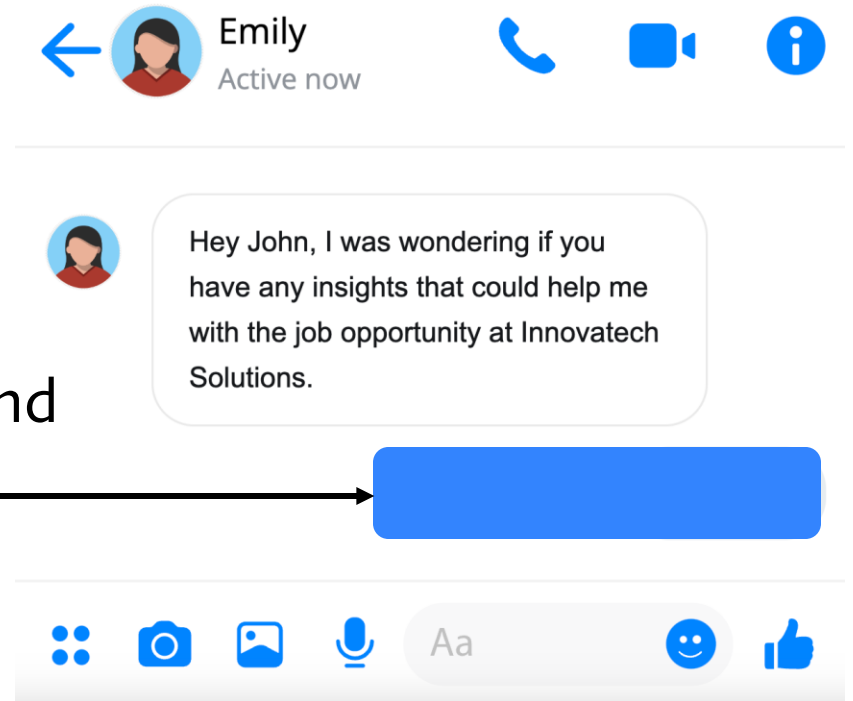 Emily
Active now
Hey John, I was wondering if you
have any insights that could help me
with the job opportunity at Innovatech
Solutions.
nd
Aa